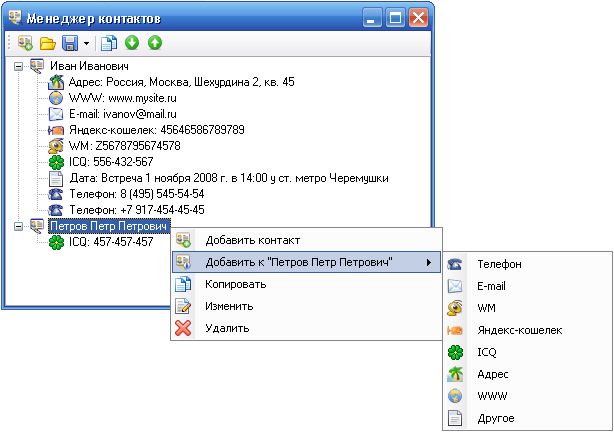 Менеджер контактов
Иван Иванович
Адрес: Россия, Москва, Шехурдина 2, кв. 45
WWW: www.mysite.ru
E-mail: ivanov@mail.ru
Яндекс-кошелек: 45646586789789
WM: Z5678795674578
ICQ: 556-432-567
Дата: Встреча 1 ноября 2008 г. в 14:00 у ст. метро Черемушки
Телефон: 8 (495) 545-54-54
Телефон: +7 917-454-45-45
Петров Петр Петрович
ICQ: 457-457-457
Добавить контакт
Добавить к "Петров Петр Петрович"
Копировать
Изменить
Удалить
Телефон
E-mail
WM
Яндекс-кошелек
ICQ
Адрес
WWW
Другое